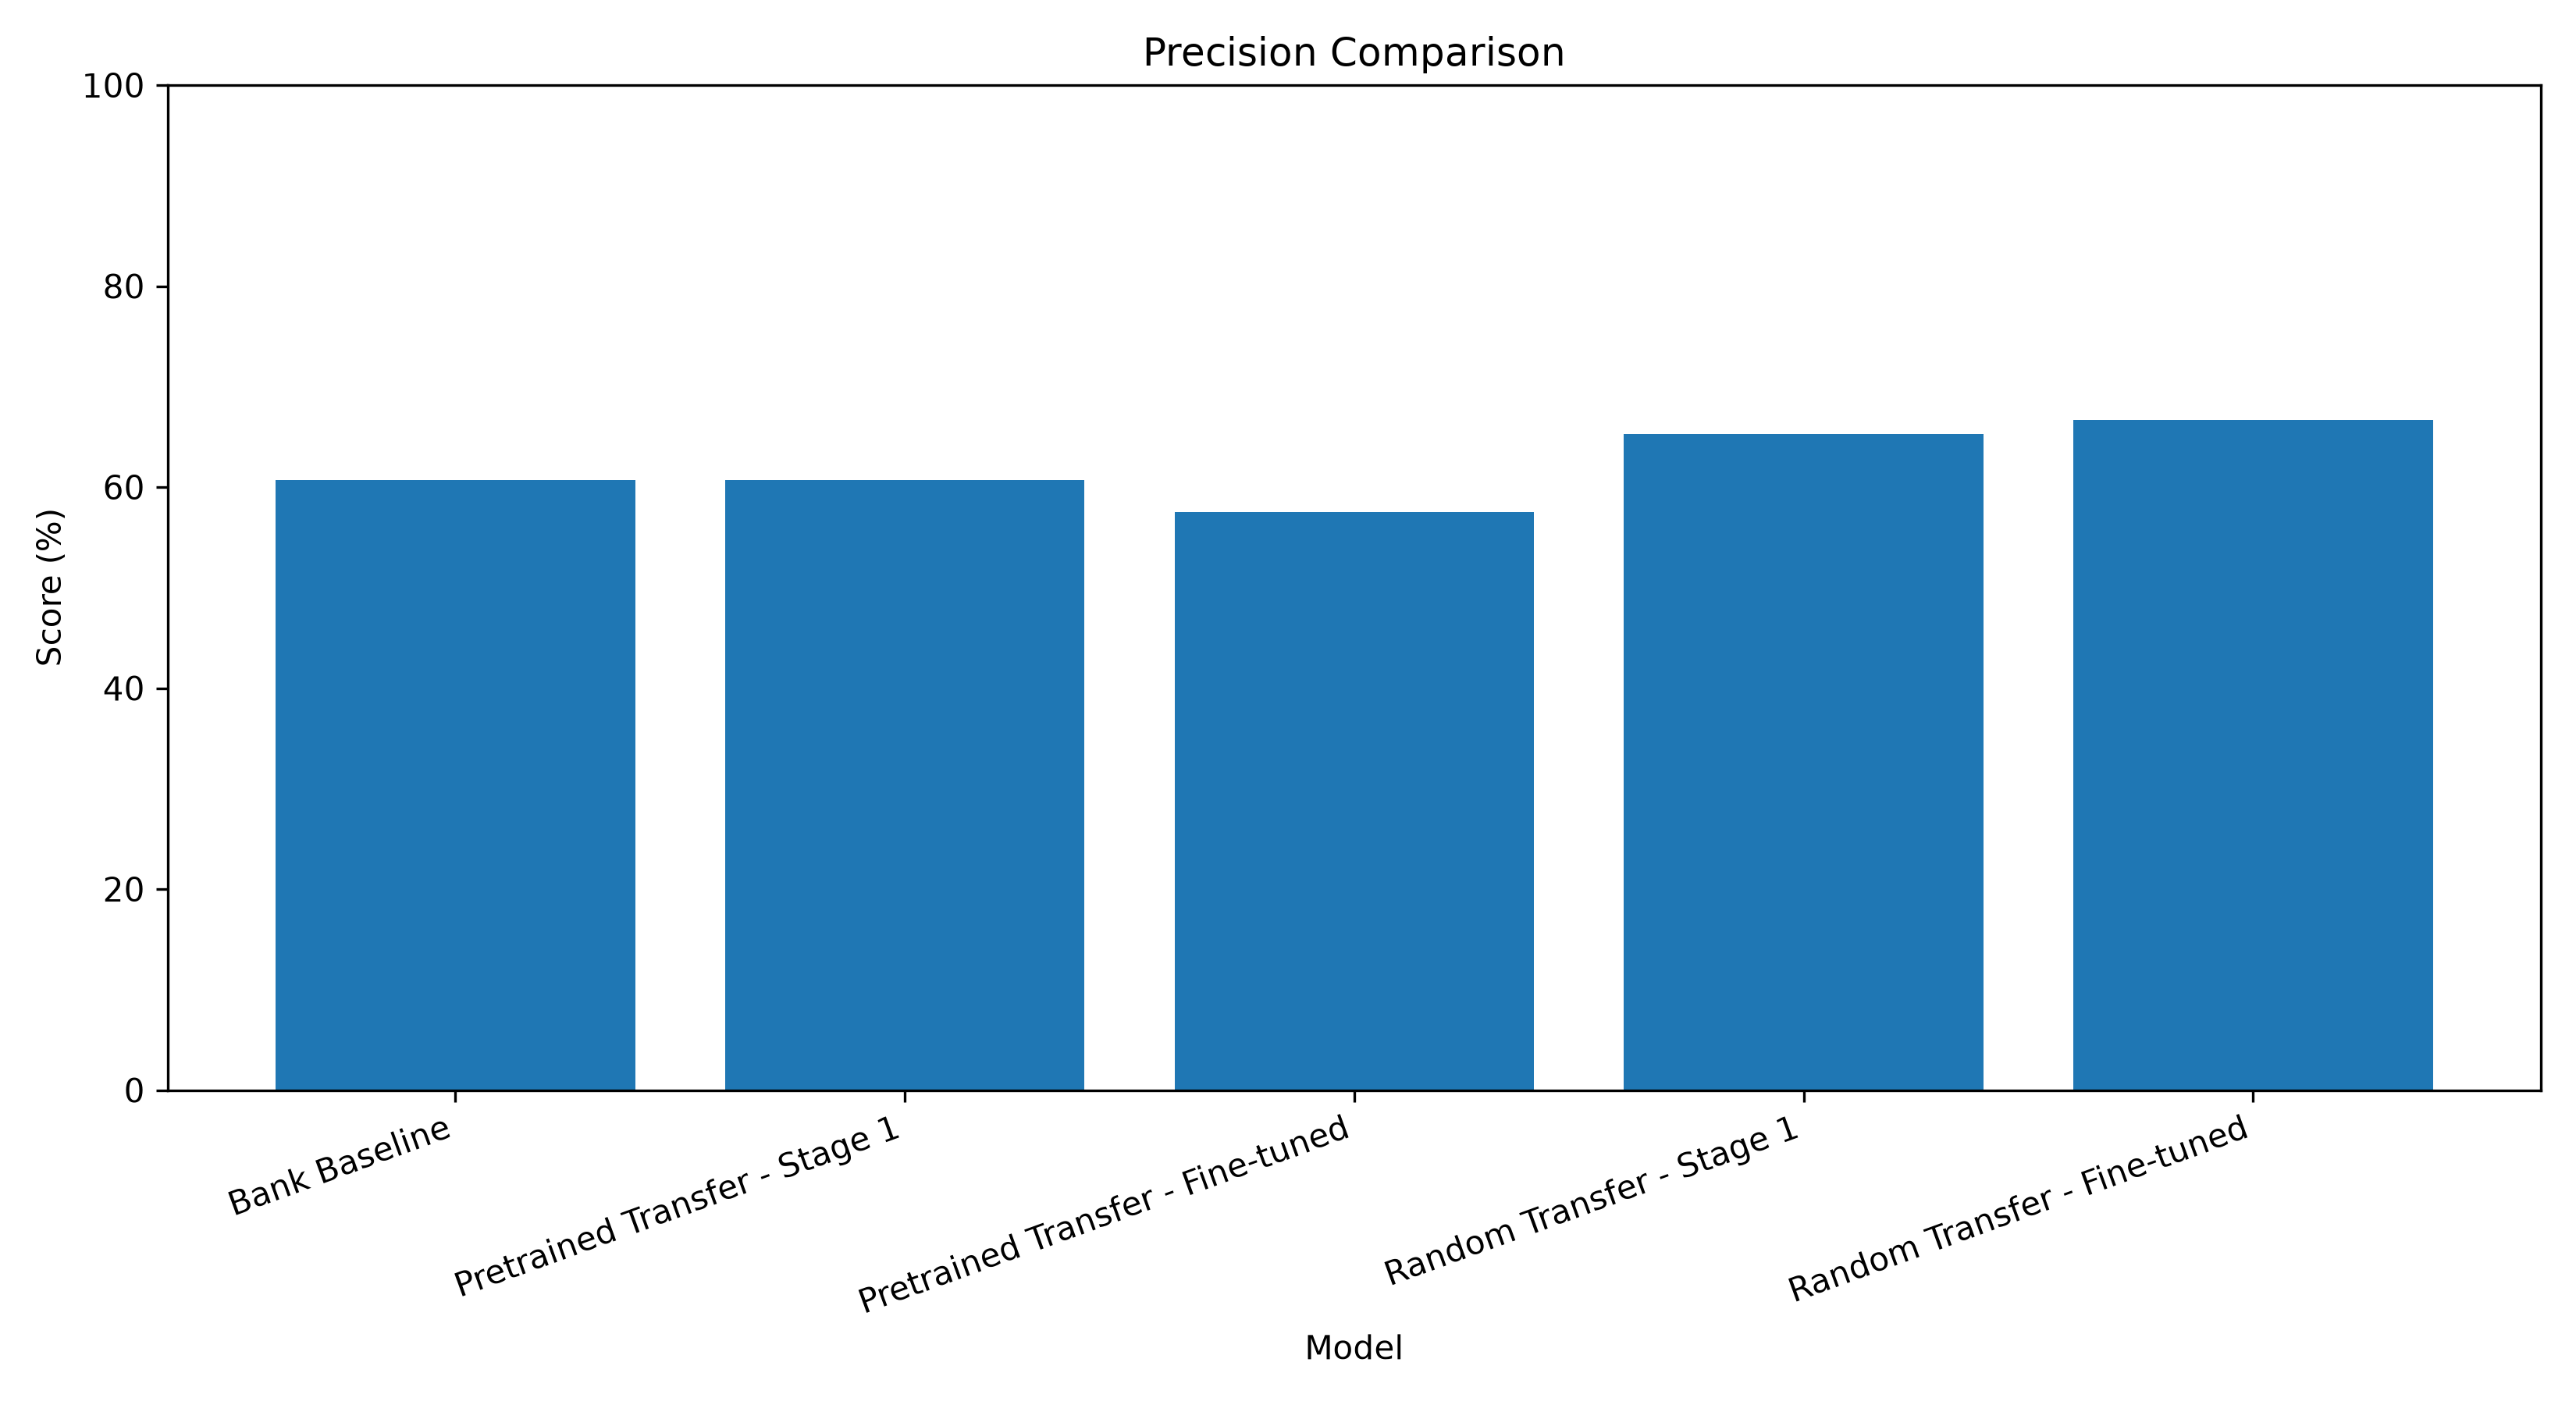 Precision Comparison
100
80
60
40
20
0
Score (%)
Bank Baseline
Pretrained Transfer - Stage 1
Pretrained Transfer - Fine-tuned
Random Transfer - Stage 1
Random Transfer - Fine-tuned
Model